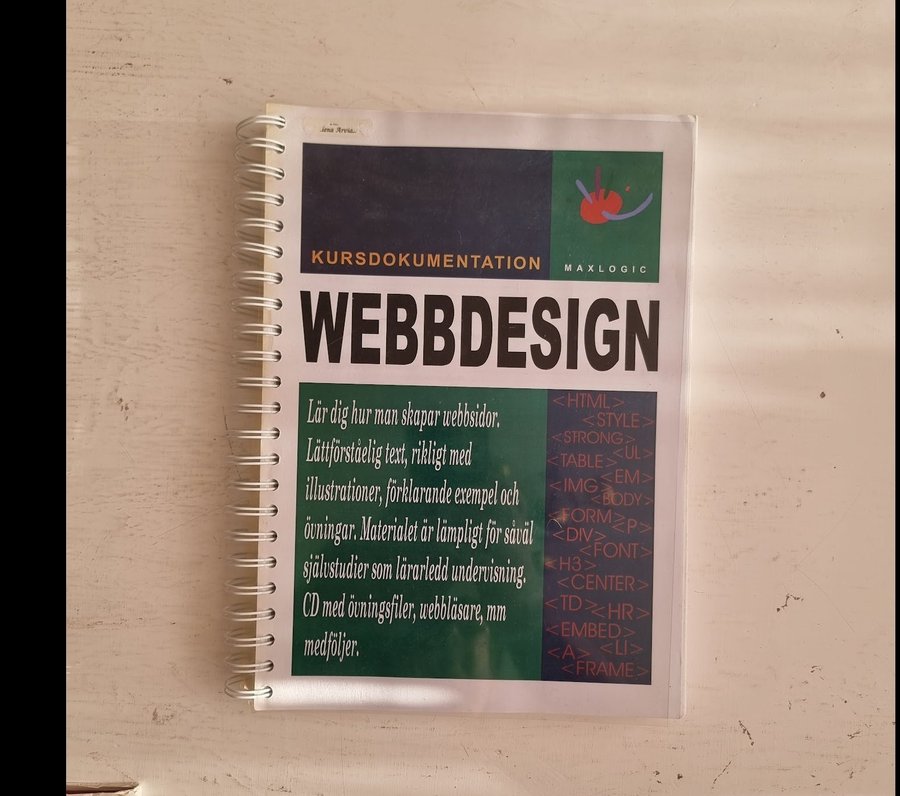 KURSDOKUMENTATION
MAXLOGIC
WEBBDESIGN
Lär dig hur man skapar webbsidor.
Lättförståelig text, rikligt med
illustrationer, förklarande exempel och
övningar. Materialet är lämpligt för såväl
självstudier som lärarledd undervisning.
CD med övningsfiler, webbläsare, mm
medföljer.
<HTML>
<STYLE>
<STRONG>
<UL>
<TABLE>
<EM>
<IMG>
<BODY>
<FORM>
<P>
<DIV>
<FONT>
<H3>
<CENTER>
<TD>
<HR>
<EMBED>
<LI>
<A>
<FRAME>